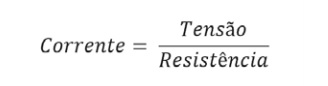 Corrente = Tensão
Resistência